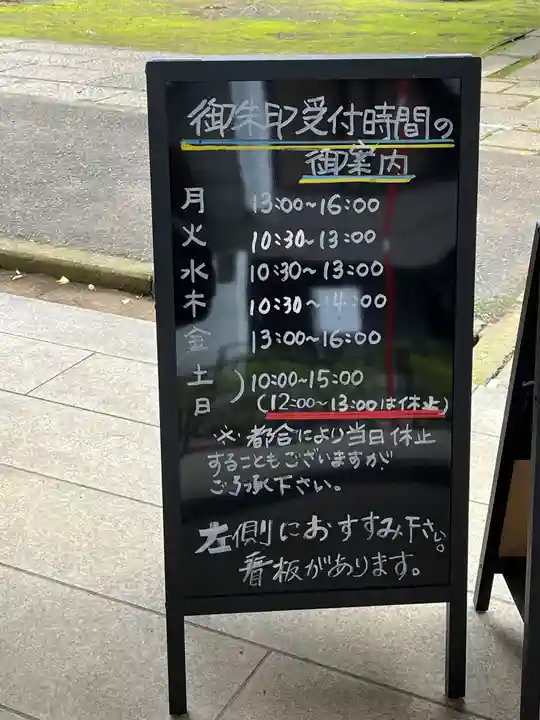 御朱印受付時間の
御案内
月 13:00~16:00
火 10:30~13:00
水 10:30~13:00
木 10:30~14:00
金 13:00~16:00
土
日 ) 10:00~15:00
(12:00~13:00は休止)
※都合により当日休止
することもございますが、
ご了承下さい。
左側におすすみ下さい。
看板があります。